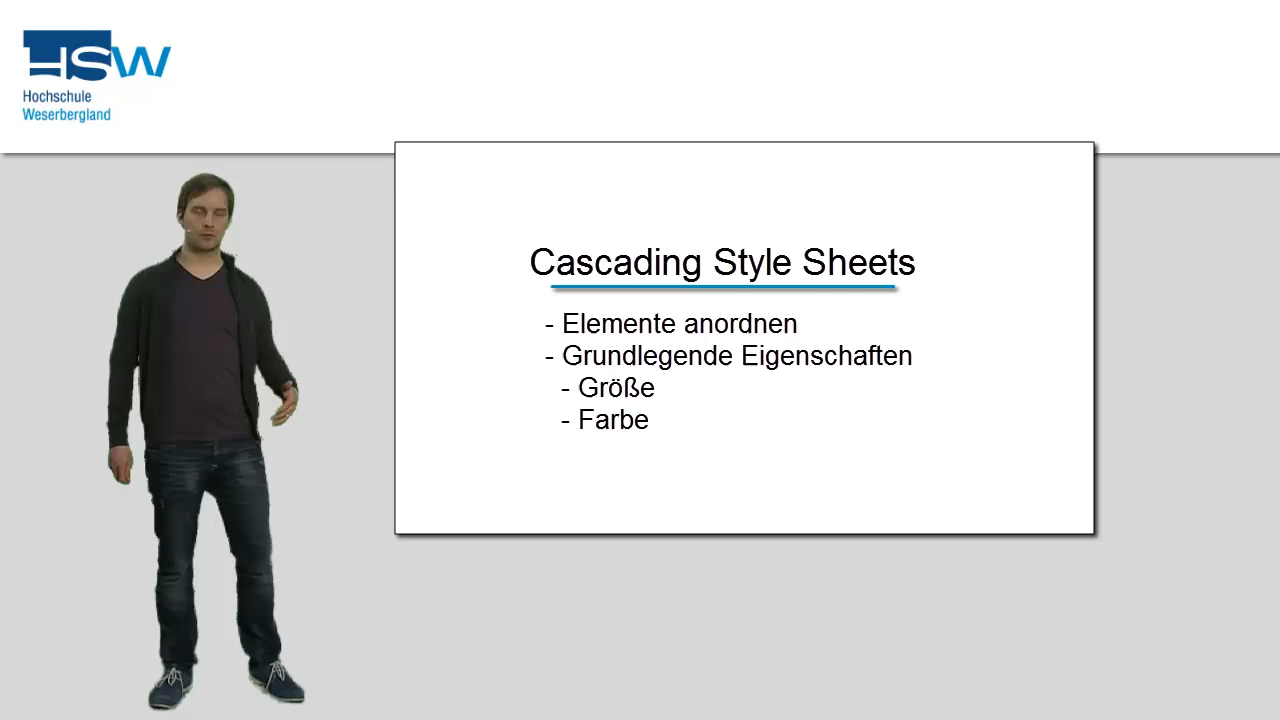 HSW
Hochschule
Weserbergland
Cascading Style Sheets
- Elemente anordnen
- Grundlegende Eigenschaften
- Größe
- Farbe